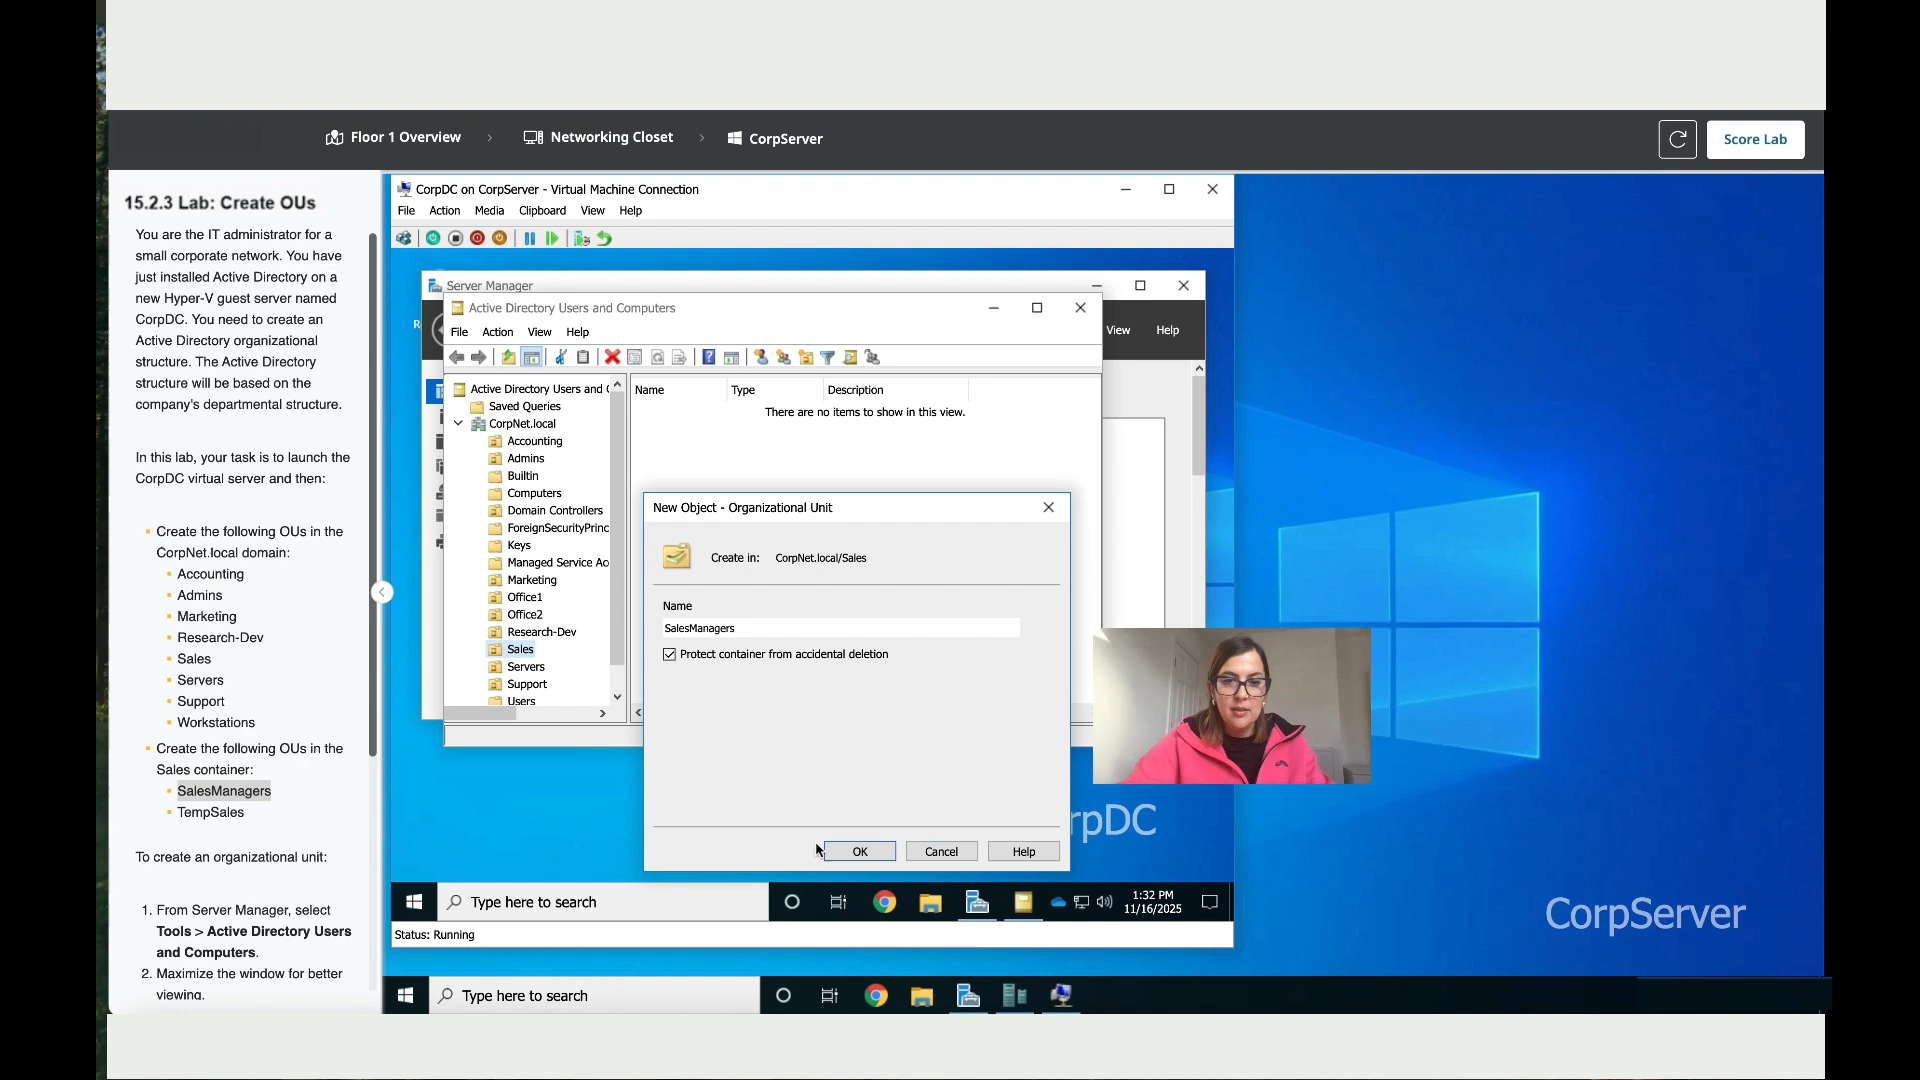 Floor 1 Overview > Networking Closet > CorpServer
Score Lab
15.2.3 Lab: Create OUs
You are the IT administrator for a
small corporate network. You have
just installed Active Directory on a
new Hyper-V guest server named
CorpDC. You need to create an
Active Directory organizational
structure. The Active Directory
structure will be based on the
company's departmental structure.
In this lab, your task is to launch the
CorpDC virtual server and then:
Create the following OUs in the
CorpNet.local domain:
Accounting
Admins
Marketing
Research-Dev
Sales
Servers
Support
Workstations
Create the following OUs in the
Sales container:
SalesManagers
TempSales
To create an organizational unit:
1. From Server Manager, select
Tools > Active Directory Users
and Computers.
2. Maximize the window for better
viewing.
CorpDC on CorpServer - Virtual Machine Connection
File Action Media Clipboard View Help
Server Manager
View Help
Active Directory Users and Computers
File Action View Help
Active Directory Users and C
Saved Queries
CorpNet.local
Accounting
Admins
Builtin
Computers
Domain Controllers
ForeignSecurityPrinc
Keys
Managed Service Ac
Marketing
Office1
Office2
Research-Dev
Sales
Servers
Support
Users
Name Type Description
There are no items to show in this view.
New Object - Organizational Unit
Create in: CorpNet.local/Sales
Name
SalesManagers
Protect container from accidental deletion
OK Cancel Help
rpDC
Type here to search
1:32 PM
11/16/2025
Status: Running
CorpServer
Type here to search